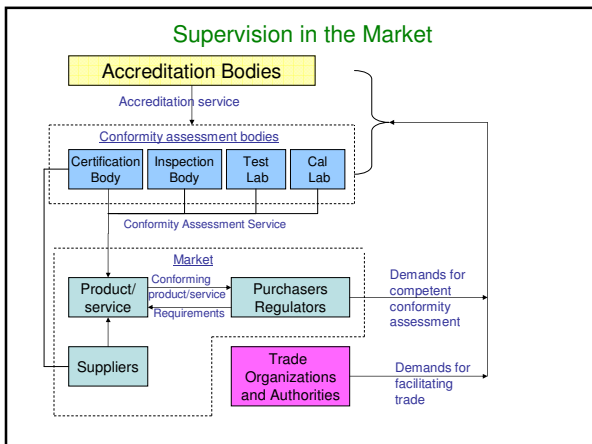 Supervision in the Market
Accreditation Bodies
Accreditation service
Conformity assessment bodies
Certification
Body
Inspection
Body
Test
Lab
Cal
Lab
Conformity Assessment Service
Market
Product/
service
Conforming
product/service
Requirements
Purchasers
Regulators
Demands for
competent
conformity
assessment
Suppliers
Trade
Organizations
and Authorities
Demands for
facilitating
trade